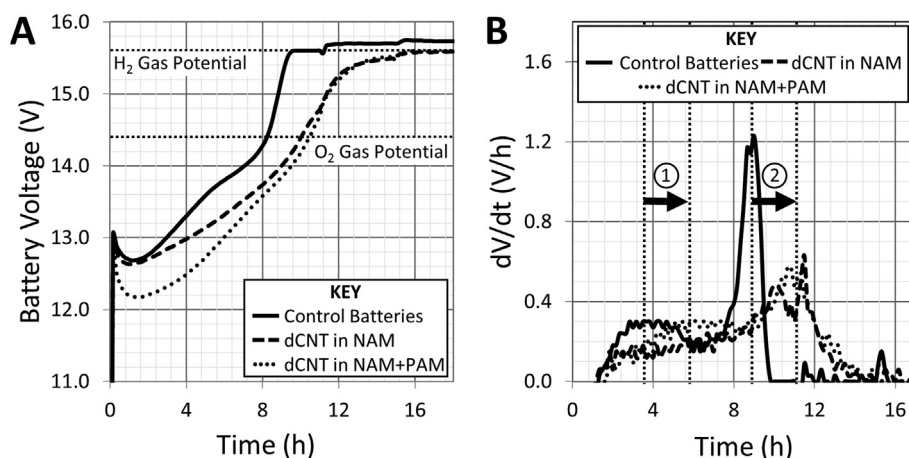 A
Battery Voltage (V)
16.0
15.0
14.0
13.0
12.0
11.0
H2 Gas Potential
O2 Gas Potential
KEY
Control Batteries
dCNT in NAM
dCNT in NAM+PAM
0
4
8
12
16
Time (h)
B
dV/dt (V/h)
1.6
1.2
0.8
0.4
0.0
KEY
Control Batteries
dCNT in NAM
dCNT in NAM+PAM
1
2
0
4
8
12
16
Time (h)